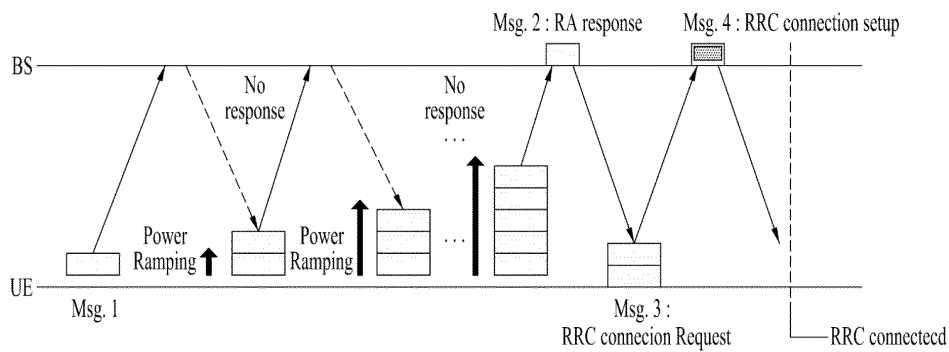 Msg. 2 : RA response
Msg. 4 : RRC connection setup
BS
No
response
No
response
. . .
Power
Ramping
Power
Ramping
. . .
UE
Msg. 1
Msg. 3 :
RRC connecion Request
RRC connectecd